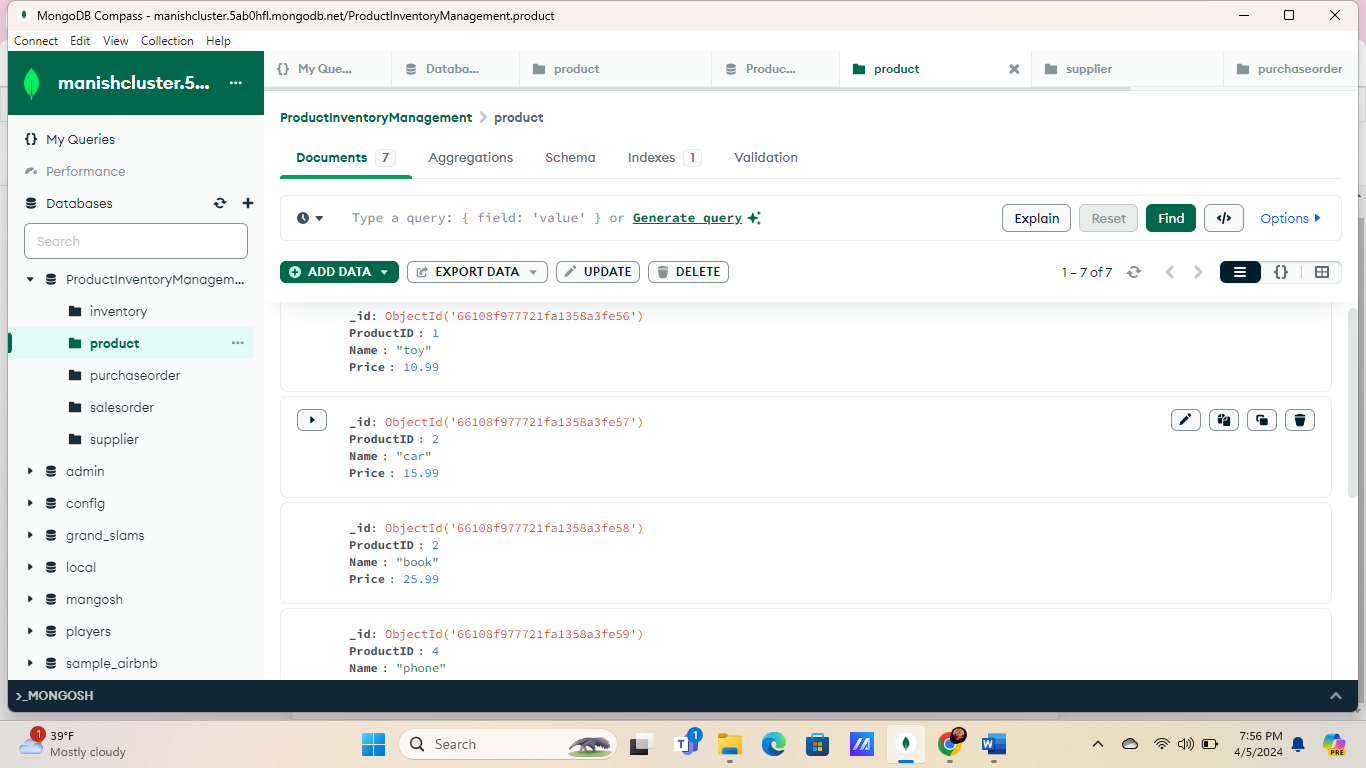 MongoDB Compass - manishcluster.5ab0hfl.mongodb.net/ProductInventoryManagement.product
Connect Edit View Collection Help
manishcluster.5...
My Queries
Performance
Databases
Search
ProductInventoryManagem...
inventory
product
purchaseorder
salesorder
supplier
admin
config
grand_slams
local
mangosh
players
sample_airbnb
{} My Que... Databa... product Produc... product supplier purchaseorder
ProductInventoryManagement > product
Documents 7 Aggregations Schema Indexes 1 Validation
Type a query: { field: 'value' } or Generate query Explain Reset Find </> Options
ADD DATA EXPORT DATA UPDATE DELETE 1 – 7 of 7 {}
_id: ObjectId('66108f977721fa1358a3fe56')
ProductID : 1
Name : "toy"
Price : 10.99
_id: ObjectId('66108f977721fa1358a3fe57')
ProductID : 2
Name : "car"
Price : 15.99
_id: ObjectId('66108f977721fa1358a3fe58')
ProductID : 2
Name : "book"
Price : 25.99
_id: ObjectId('66108f977721fa1358a3fe59')
ProductID : 4
Name : "phone"
>_MONGOSH
1 39°F
Mostly cloudy
Search
1
PRE
7:56 PM
4/5/2024